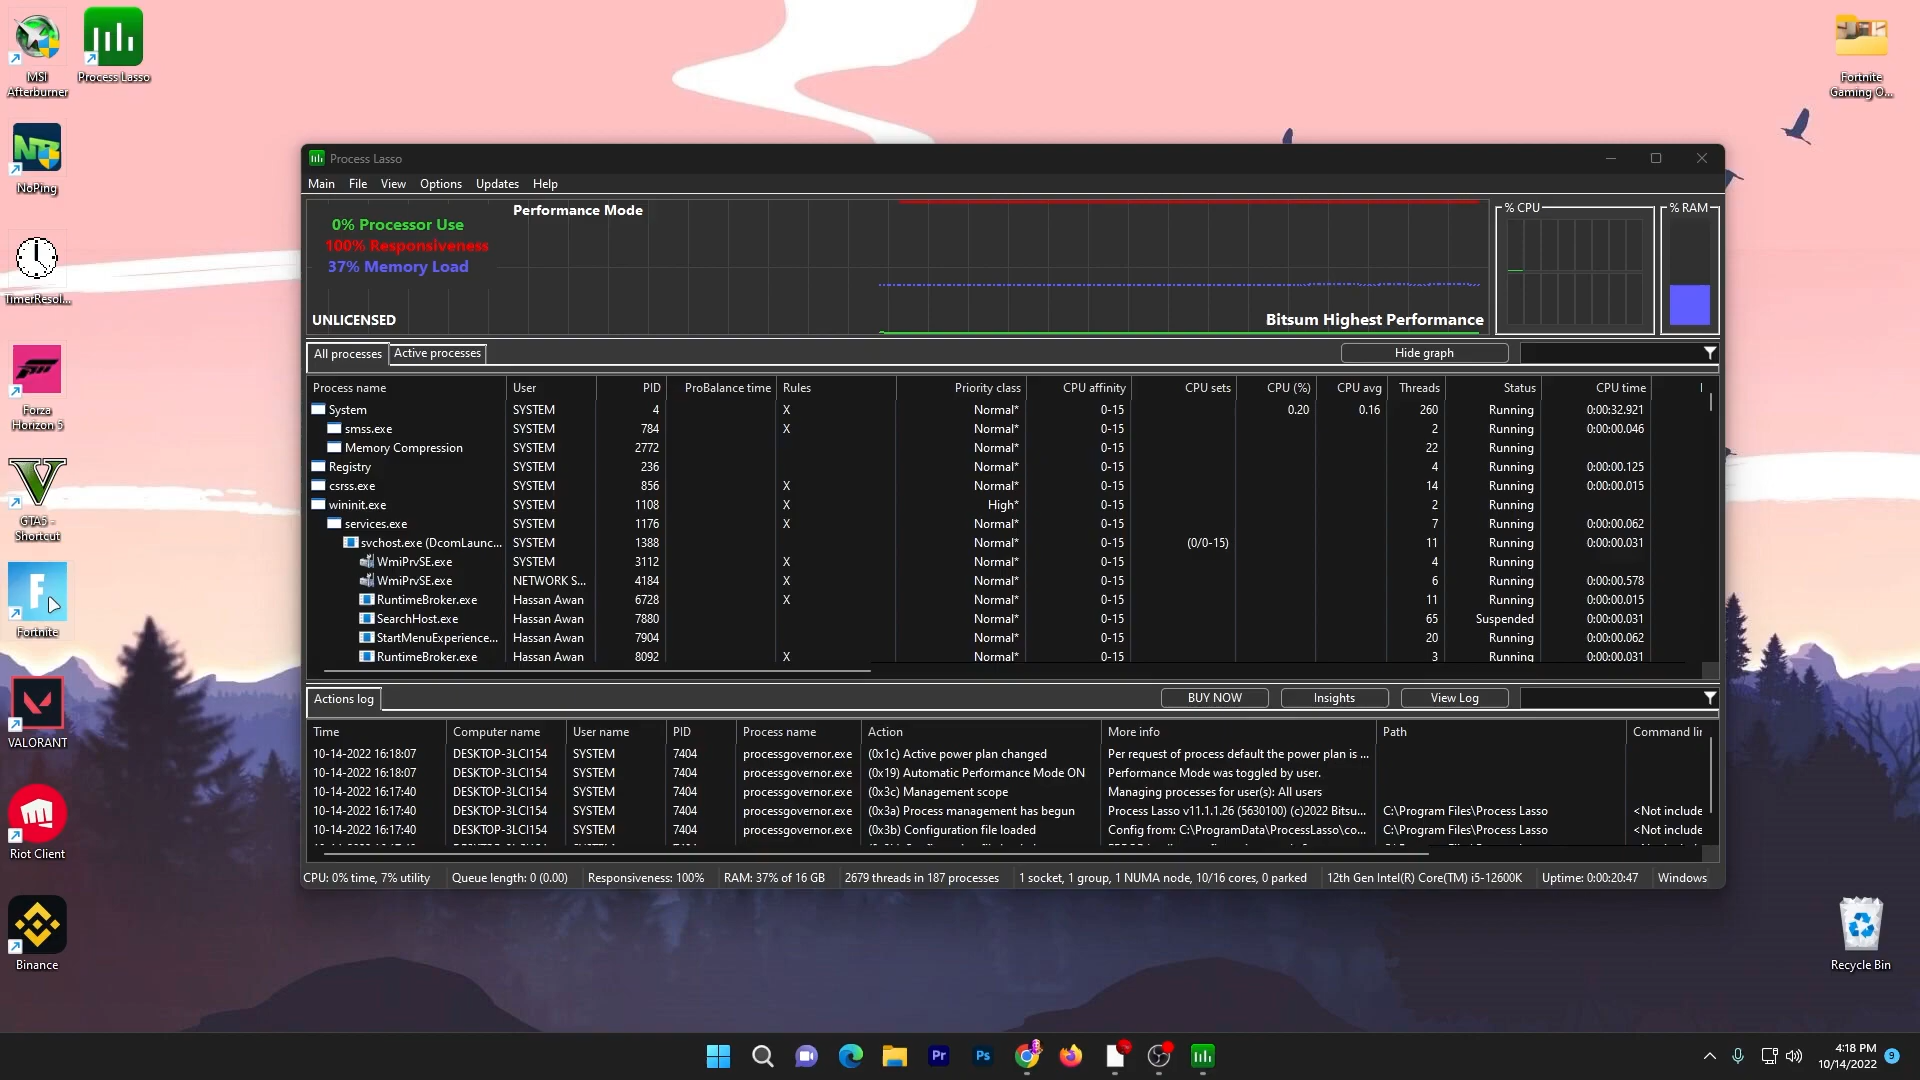 MSI
Afterburner
Process Lasso
NoPing
TimerResol...
Forza
Horizon 5
GTA5 -
Shortcut
Fortnite
VALORANT
Riot Client
Binance
Fortnite
Gaming O...
Recycle Bin
Process Lasso
Main File View Options Updates Help
Performance Mode
0% Processor Use
100% Responsiveness
37% Memory Load
UNLICENSED
Bitsum Highest Performance
% CPU
% RAM
All processes Active processes Hide graph
Process name User PID ProBalance time Rules Priority class CPU affinity CPU sets CPU (%) CPU avg Threads Status CPU time
System SYSTEM 4 X Normal* 0-15 0.20 0.16 260 Running 0:00:32.921
smss.exe SYSTEM 784 X Normal* 0-15 2 Running 0:00:00.046
Memory Compression SYSTEM 2772 Normal* 0-15 22 Running
Registry SYSTEM 236 Normal* 0-15 4 Running 0:00:00.125
csrss.exe SYSTEM 856 X Normal* 0-15 14 Running 0:00:00.015
wininit.exe SYSTEM 1108 X High* 0-15 2 Running
services.exe SYSTEM 1176 X Normal* 0-15 7 Running 0:00:00.062
svchost.exe (DcomLaunc... SYSTEM 1388 Normal* 0-15 (0/0-15) 11 Running 0:00:00.031
WmiPrvSE.exe SYSTEM 3112 X Normal* 0-15 4 Running
WmiPrvSE.exe NETWORK S... 4184 X Normal* 0-15 6 Running 0:00:00.578
RuntimeBroker.exe Hassan Awan 6728 X Normal* 0-15 11 Running 0:00:00.015
SearchHost.exe Hassan Awan 7880 Normal* 0-15 65 Suspended 0:00:00.031
StartMenuExperience... Hassan Awan 7904 Normal* 0-15 20 Running 0:00:00.062
RuntimeBroker.exe Hassan Awan 8092 X Normal* 0-15 3 Running 0:00:00.031
Actions log BUY NOW Insights View Log
Time Computer name User name PID Process name Action More info Path Command lin
10-14-2022 16:18:07 DESKTOP-3LCI154 SYSTEM 7404 processgovernor.exe (0x1c) Active power plan changed Per request of process default the power plan is ...
10-14-2022 16:18:07 DESKTOP-3LCI154 SYSTEM 7404 processgovernor.exe (0x19) Automatic Performance Mode ON Performance Mode was toggled by user.
10-14-2022 16:17:40 DESKTOP-3LCI154 SYSTEM 7404 processgovernor.exe (0x3c) Management scope Managing processes for user(s): All users
10-14-2022 16:17:40 DESKTOP-3LCI154 SYSTEM 7404 processgovernor.exe (0x3a) Process management has begun Process Lasso v11.1.1.26 (5630100) (c)2022 Bitsu... C:\Program Files\Process Lasso <Not include
10-14-2022 16:17:40 DESKTOP-3LCI154 SYSTEM 7404 processgovernor.exe (0x3b) Configuration file loaded Config from: C:\ProgramData\ProcessLasso\co... C:\Program Files\Process Lasso <Not include
CPU: 0% time, 7% utility Queue length: 0 (0.00) Responsiveness: 100% RAM: 37% of 16 GB 2679 threads in 187 processes 1 socket, 1 group, 1 NUMA node, 10/16 cores, 0 parked 12th Gen Intel(R) Core(TM) i5-12600K Uptime: 0:00:20:47 Windows
Pr
Ps
4:18 PM
10/14/2022
9